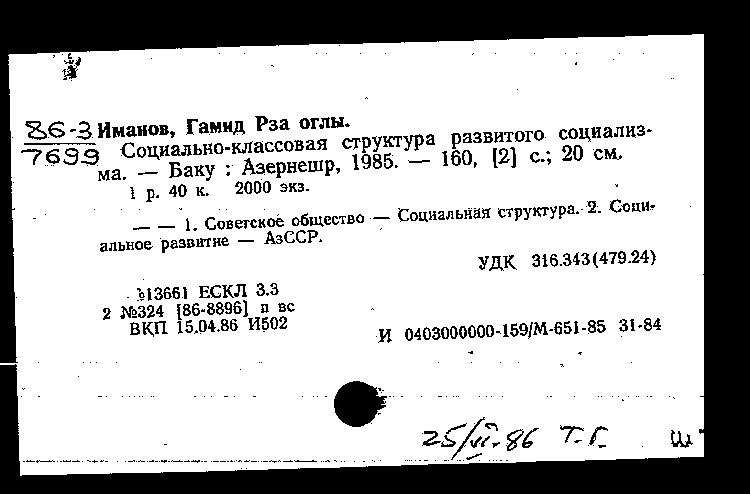 86-3
7699
Иманов, Гамид Рза оглы.
Социально-классовая структура развитого социализ-
ма. — Баку : Азернешр, 1985. — 160, [2] с.; 20 см.
1 р. 40 к. 2000 экз.
— — 1. Советское общество — Социальная структура. 2. Соци-
альное развитие — АзССР.
УДК 316.343(479.24)
№13661 ЕСКЛ 3.3
2 №324 [86-8896] п вс
ВКП 15.04.86 И502
И 0403000000-159/М-651-85 31-84
25/VI-86 Т.Г. Ш